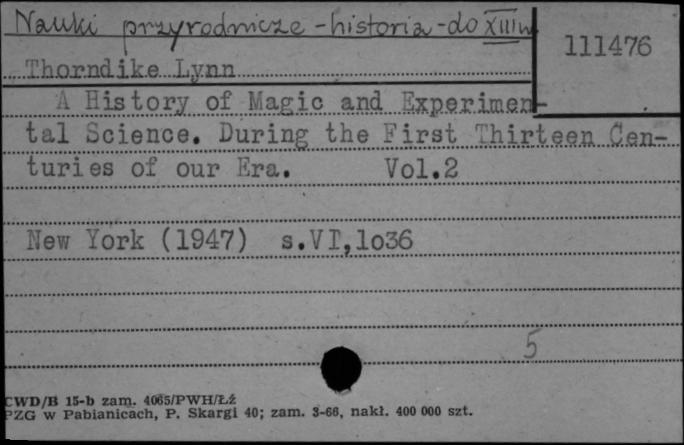 Nauki przyrodnicze - historia - do XIII w
111476
Thorndike Lynn
A History of Magic and Experimen-
tal Science. During the First Thirteen Cen-
turies of our Era. Vol.2
New York (1947) s.VI,1o36
5
CWD/B 15-b zam. 4065/PWH/Łź
PZG w Pabianicach, P. Skargi 40; zam. 3-66, nakł. 400 000 szt.